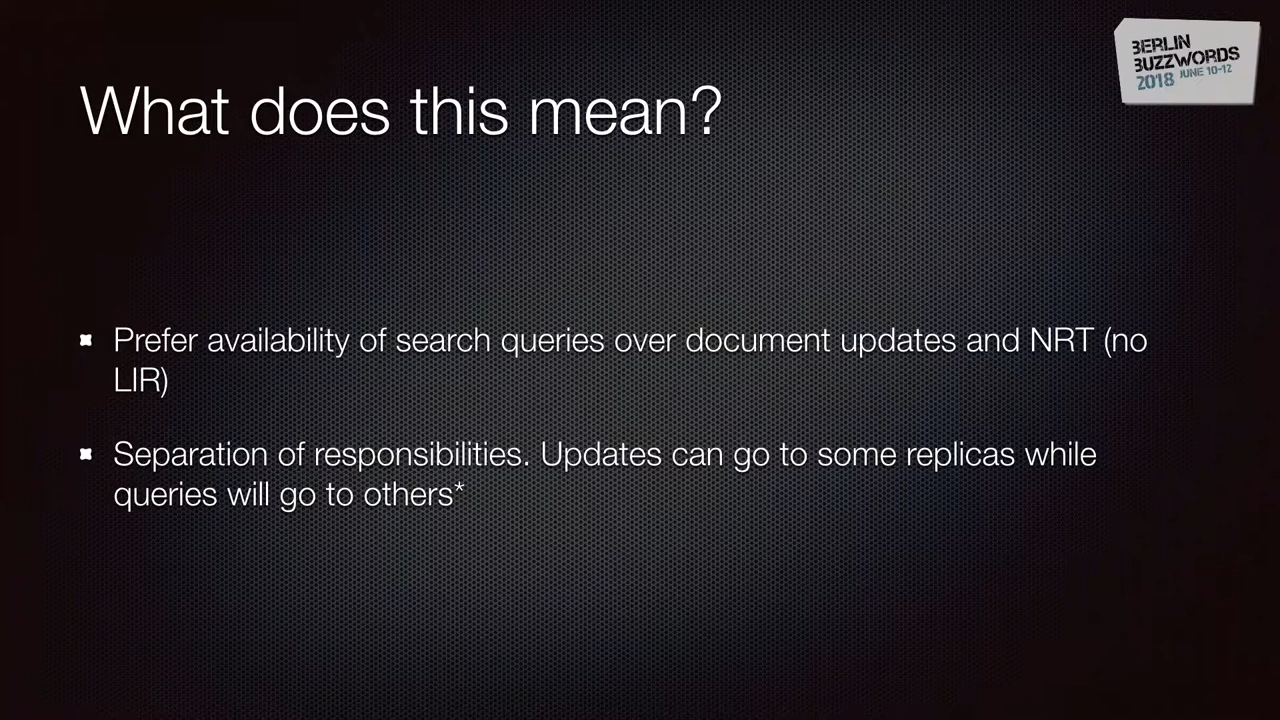 BERLIN
BUZZWORDS
2018 JUNE 10-12
What does this mean?
Prefer availability of search queries over document updates and NRT (no
LIR)
Separation of responsibilities. Updates can go to some replicas while
queries will go to others*